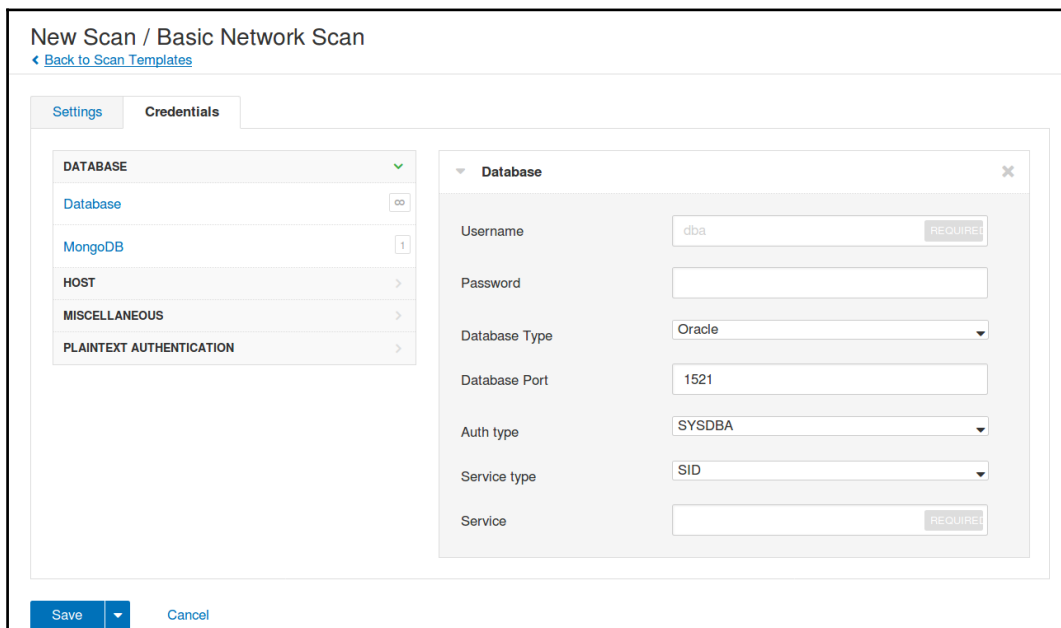 New Scan / Basic Network Scan
Back to Scan Templates
Settings Credentials
DATABASE
Database ∞
MongoDB 1
HOST
MISCELLANEOUS
PLAINTEXT AUTHENTICATION
Database
Username dba REQUIRED
Password
Database Type Oracle
Database Port 1521
Auth type SYSDBA
Service type SID
Service REQUIRED
Save Cancel